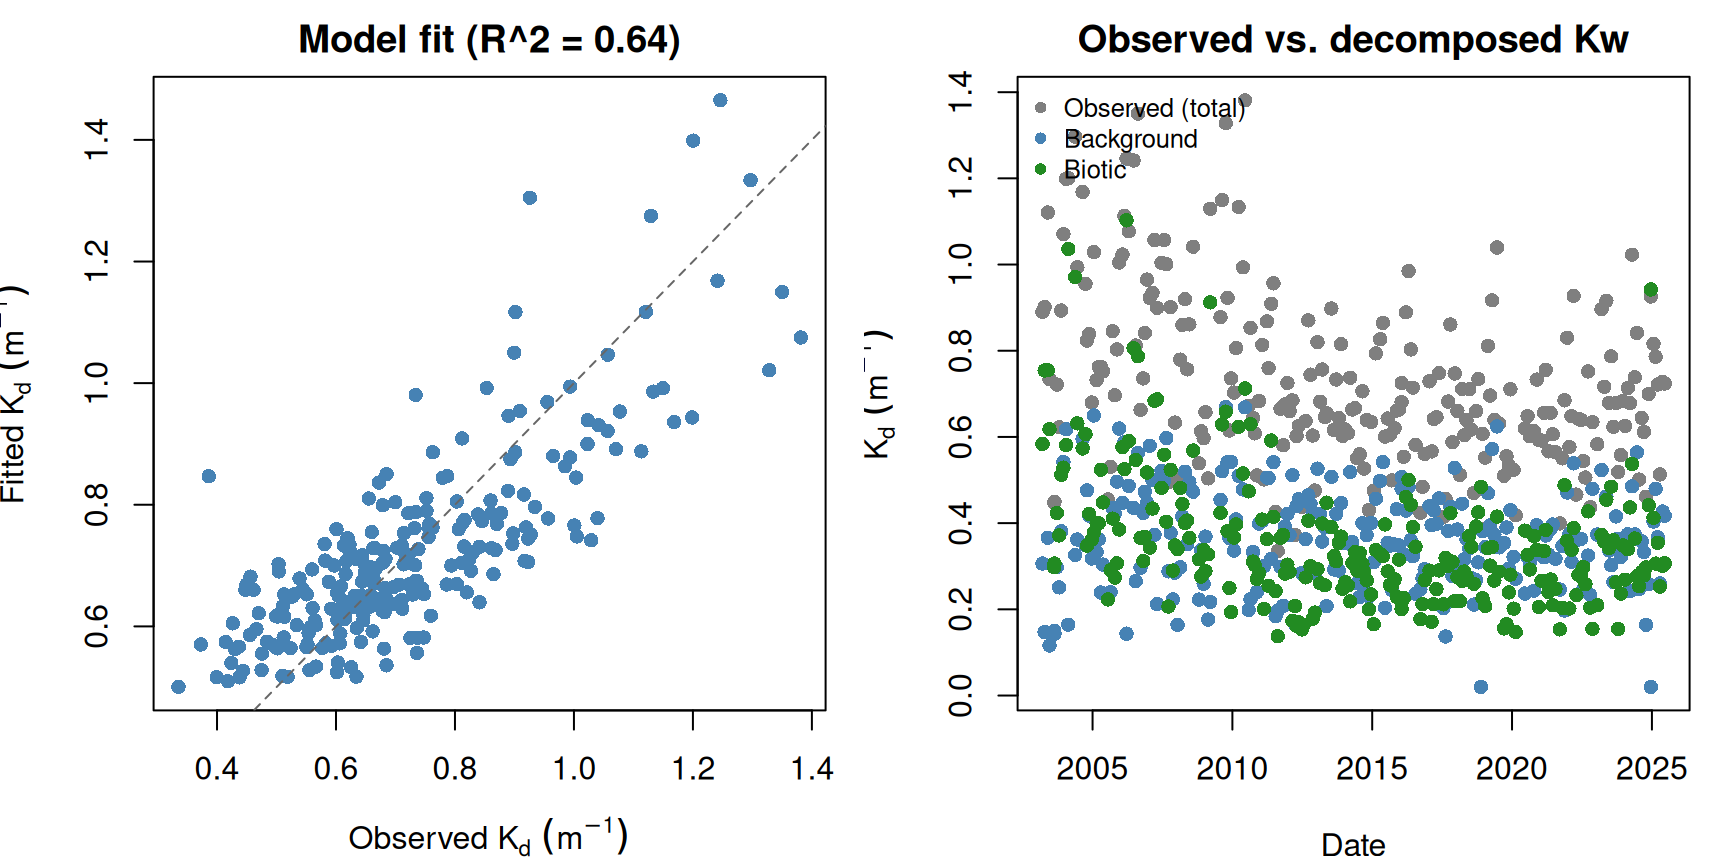 Model fit (R^2 = 0.64)
Fitted Kd (m−1)
1.4
1.2
1.0
0.8
0.6
0.4 0.6 0.8 1.0 1.2 1.4
Observed Kd (m−1)
Observed vs. decomposed Kw
Kd (m−1)
1.4
1.2
1.0
0.8
0.6
0.4
0.2
0.0
Observed (total)
Background
Biotic
2005 2010 2015 2020 2025
Date